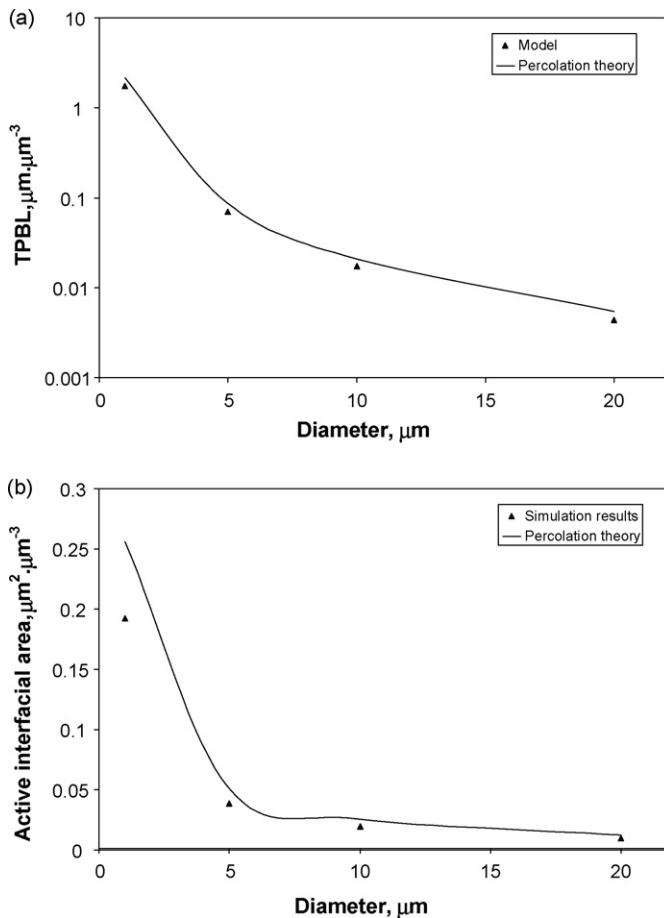 (a)
10
1
0.1
0.01
0.001
TPBL,μm.μm⁻³
Model
Percolation theory
0
5
10
15
20
Diameter, μm
(b)
0.3
0.25
0.2
0.15
0.1
0.05
0
Active interfacial area,μm².μm⁻³
Simulation results
Percolation theory
0
5
10
15
20
Diameter, μm